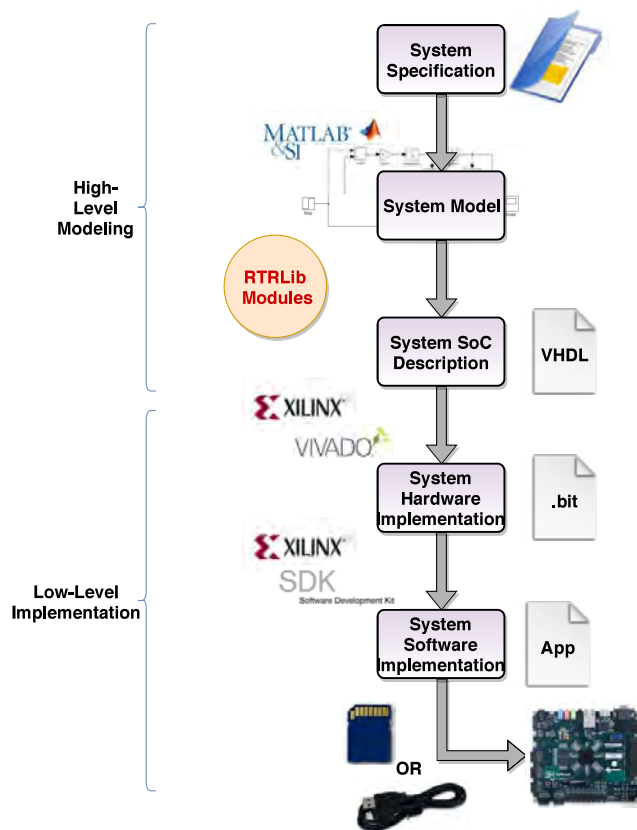 System
Specification
MATLAB®
&SI
High-
Level
Modeling
System Model
RTRLib
Modules
System SoC
Description
VHDL
XILINX
VIVADO
System
Hardware
Implementation
.bit
XILINX
SDK
Software Development Kit
Low-Level
Implementation
System
Software
Implementation
App
OR